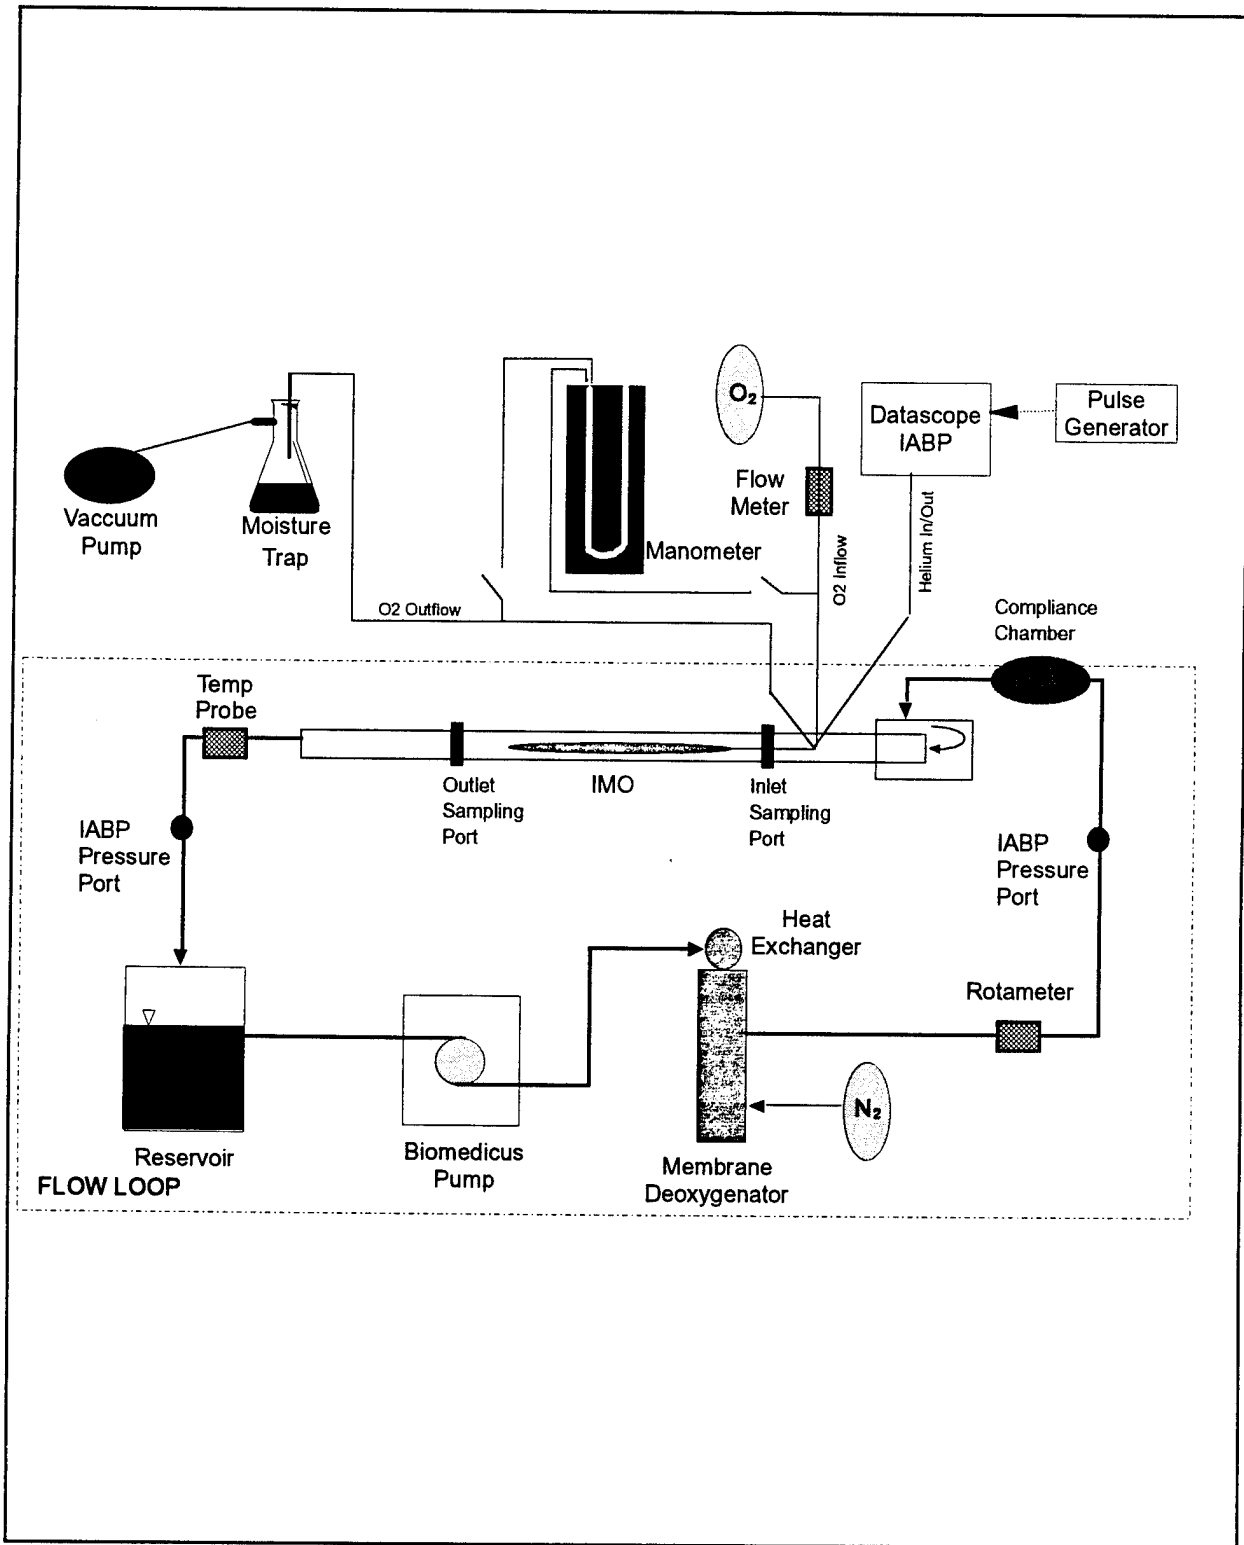 O₂
Datascope
IABP
Pulse
Generator
Flow
Meter
Vaccuum
Pump
Moisture
Trap
Manometer
O2 Inflow
Helium In/Out
O2 Outflow
Compliance
Chamber
Temp
Probe
Outlet
Sampling
Port
IMO
Inlet
Sampling
Port
IABP
Pressure
Port
IABP
Pressure
Port
Heat
Exchanger
Rotameter
N₂
Reservoir
Biomedicus
Pump
Membrane
Deoxygenator
FLOW LOOP